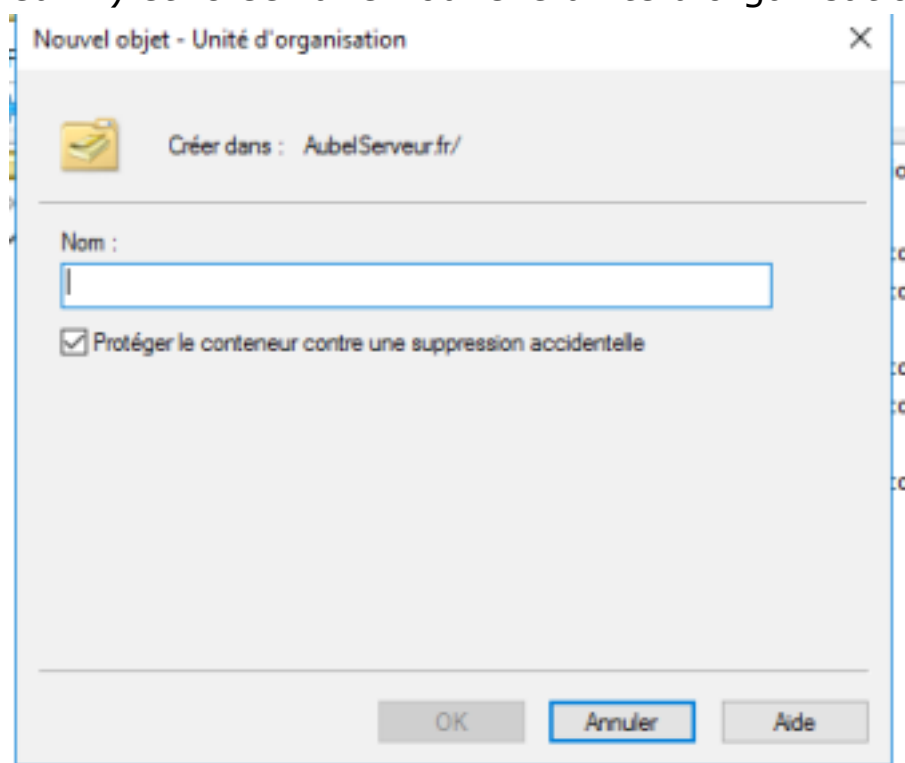 Nouvel objet - Unité d'organisation
Créer dans : AubelServeur.fr/
Nom :
Protéger le conteneur contre une suppression accidentelle
OK Annuler Aide